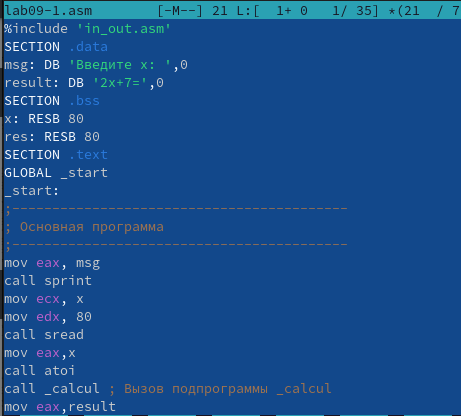 lab09-1.asm [-M--] 21 L:[ 1+ 0 1/ 35] *(21 / 7
%include 'in_out.asm'
SECTION .data
msg: DB 'Введите x: ',0
result: DB '2x+7=',0
SECTION .bss
x: RESB 80
res: RESB 80
SECTION .text
GLOBAL _start
_start:
;------------------------------------------
; Основная программа
;------------------------------------------
mov eax, msg
call sprint
mov ecx, x
mov edx, 80
call sread
mov eax,x
call atoi
call _calcul ; Вызов подпрограммы _calcul
mov eax,result